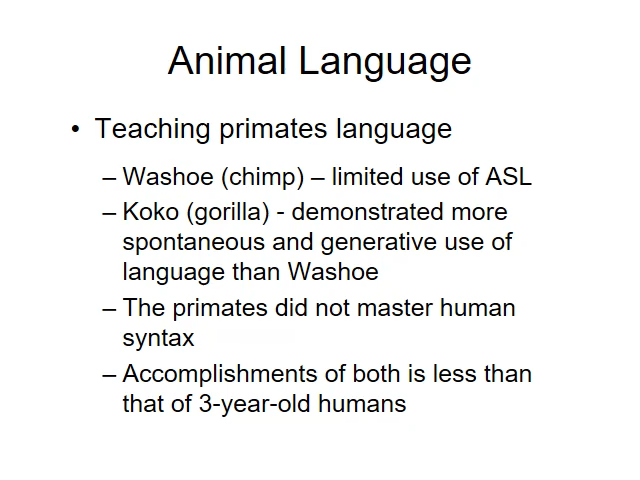 Animal Language
• Teaching primates language
– Washoe (chimp) – limited use of ASL
– Koko (gorilla) - demonstrated more
spontaneous and generative use of
language than Washoe
– The primates did not master human
syntax
– Accomplishments of both is less than
that of 3-year-old humans